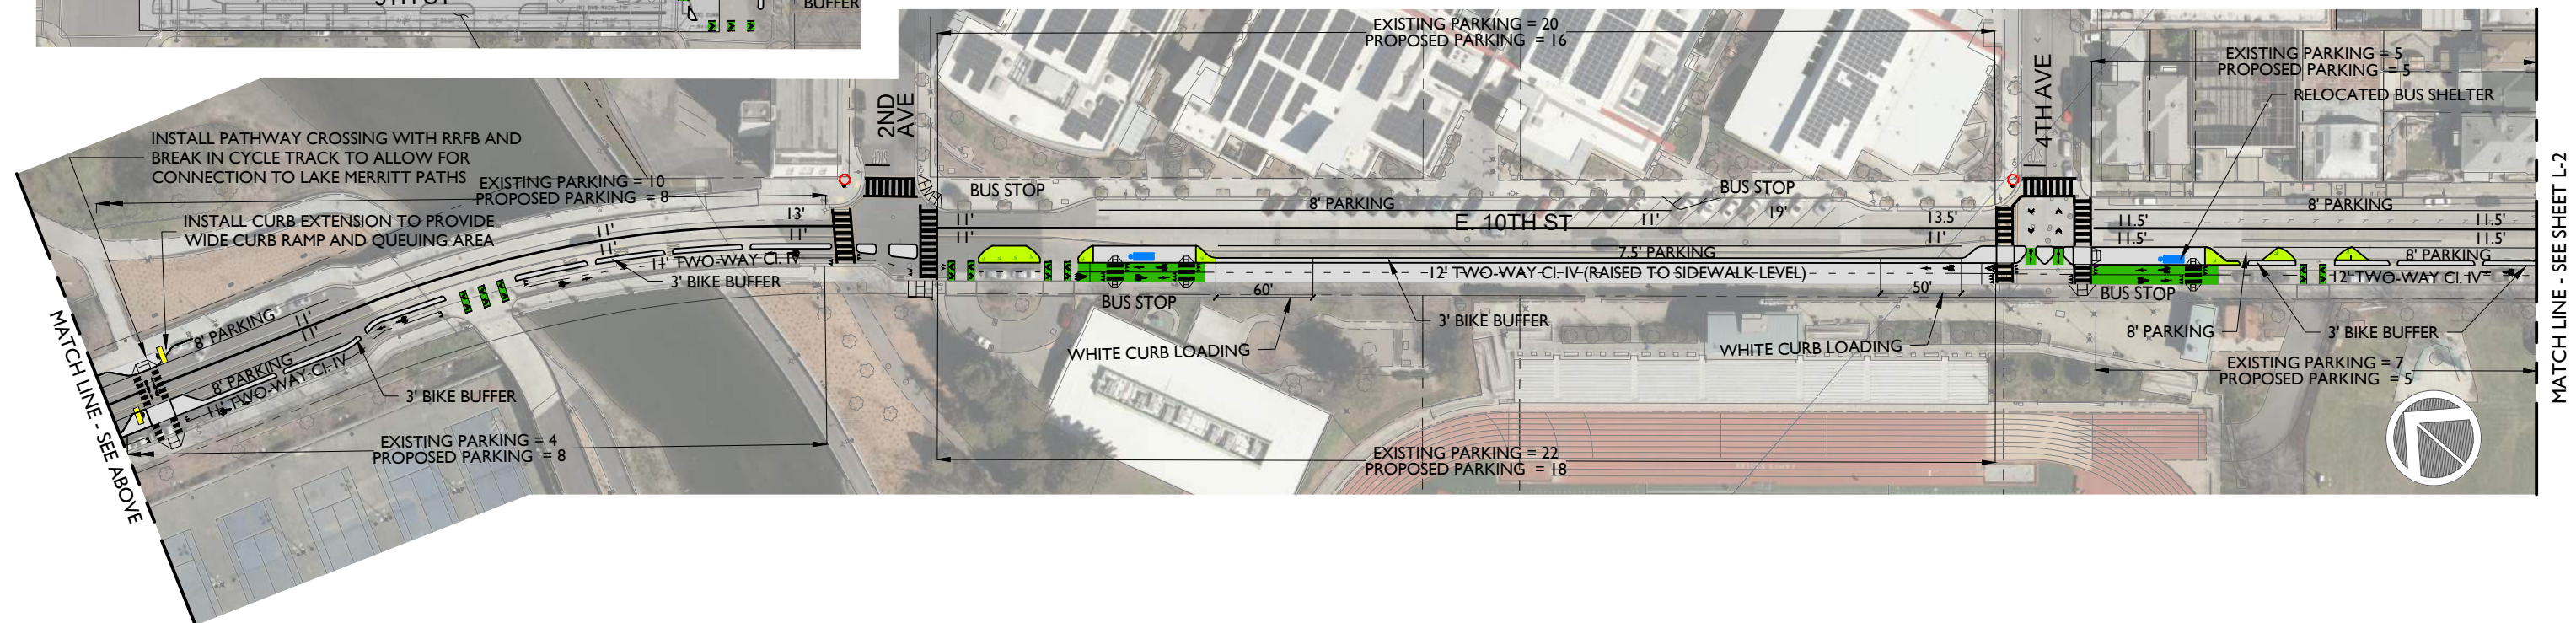 BUFFER
EXISTING PARKING = 20
PROPOSED PARKING = 16
EXISTING PARKING = 5
PROPOSED PARKING = 5
RELOCATED BUS SHELTER
2ND
AVE
4TH AVE
INSTALL PATHWAY CROSSING WITH RRFB AND
BREAK IN CYCLE TRACK TO ALLOW FOR
CONNECTION TO LAKE MERRITT PATHS
EXISTING PARKING = 10
PROPOSED PARKING = 8
INSTALL CURB EXTENSION TO PROVIDE
WIDE CURB RAMP AND QUEUING AREA
BUS STOP
BUS STOP
8' PARKING
8' PARKING
13'
11'
11'
11'
11'
11'
11'
E. 10TH ST
11'
19'
13.5'
11'
11.5'
11.5'
11.5'
11.5'
11' TWO-WAY Cl. IV
3' BIKE BUFFER
7.5' PARKING
12' TWO-WAY Cl. IV (RAISED TO SIDEWALK LEVEL)
8' PARKING
12' TWO-WAY Cl. IV
BUS STOP
60'
50'
BUS STOP
3' BIKE BUFFER
WHITE CURB LOADING
WHITE CURB LOADING
8' PARKING
3' BIKE BUFFER
8' PARKING
11'
11'
8' PARKING
11' TWO-WAY Cl. IV
3' BIKE BUFFER
EXISTING PARKING = 7
PROPOSED PARKING = 5
EXISTING PARKING = 4
PROPOSED PARKING = 8
EXISTING PARKING = 22
PROPOSED PARKING = 18
MATCH LINE - SEE ABOVE
MATCH LINE - SEE SHEET L-2